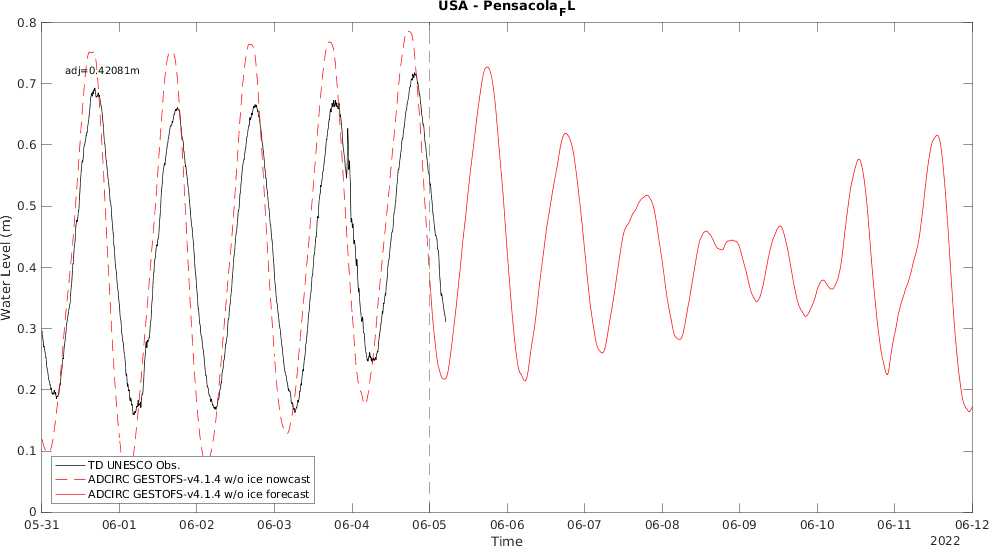 USA - Pensacola_FL
adj=0.42081m
Water Level (m)
0.8
0.7
0.6
0.5
0.4
0.3
0.2
0.1
0
TD UNESCO Obs.
ADCIRC GESTOFS-v4.1.4 w/o ice nowcast
ADCIRC GESTOFS-v4.1.4 w/o ice forecast
05-31 06-01 06-02 06-03 06-04 06-05 06-06 06-07 06-08 06-09 06-10 06-11 06-12
Time
2022